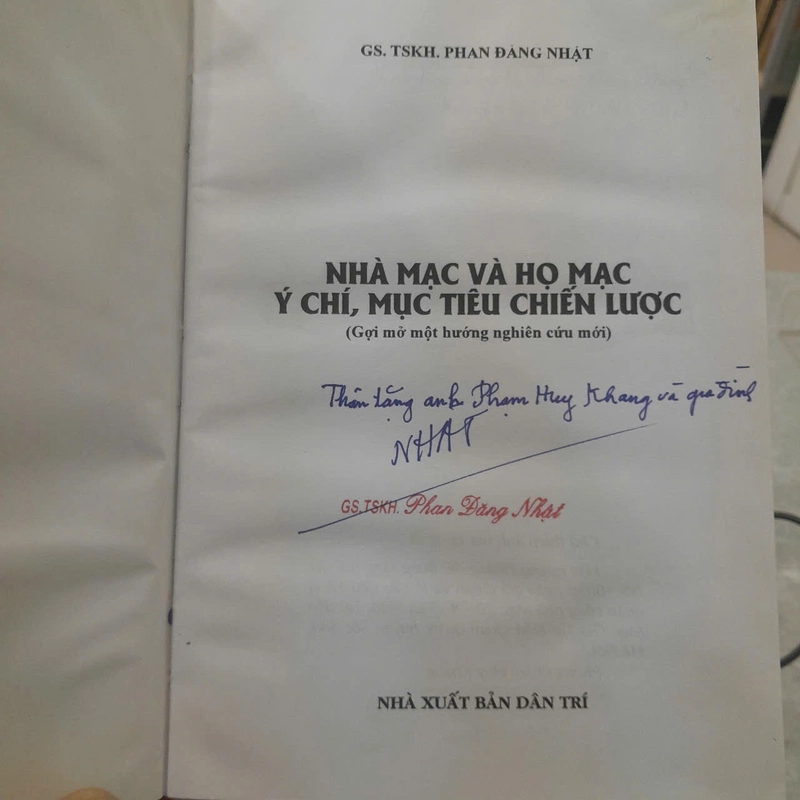 GS. TSKH. PHAN ĐĂNG NHẬT
NHÀ MẠC VÀ HỌ MẠC
Ý CHÍ, MỤC TIÊU CHIẾN LƯỢC
(Gợi mở một hướng nghiên cứu mới)
Thân tặng anh Phạm Huy Khang và gia đình
NHAT
GS.TSKH. Phan Đăng Nhật
NHÀ XUẤT BẢN DÂN TRÍ